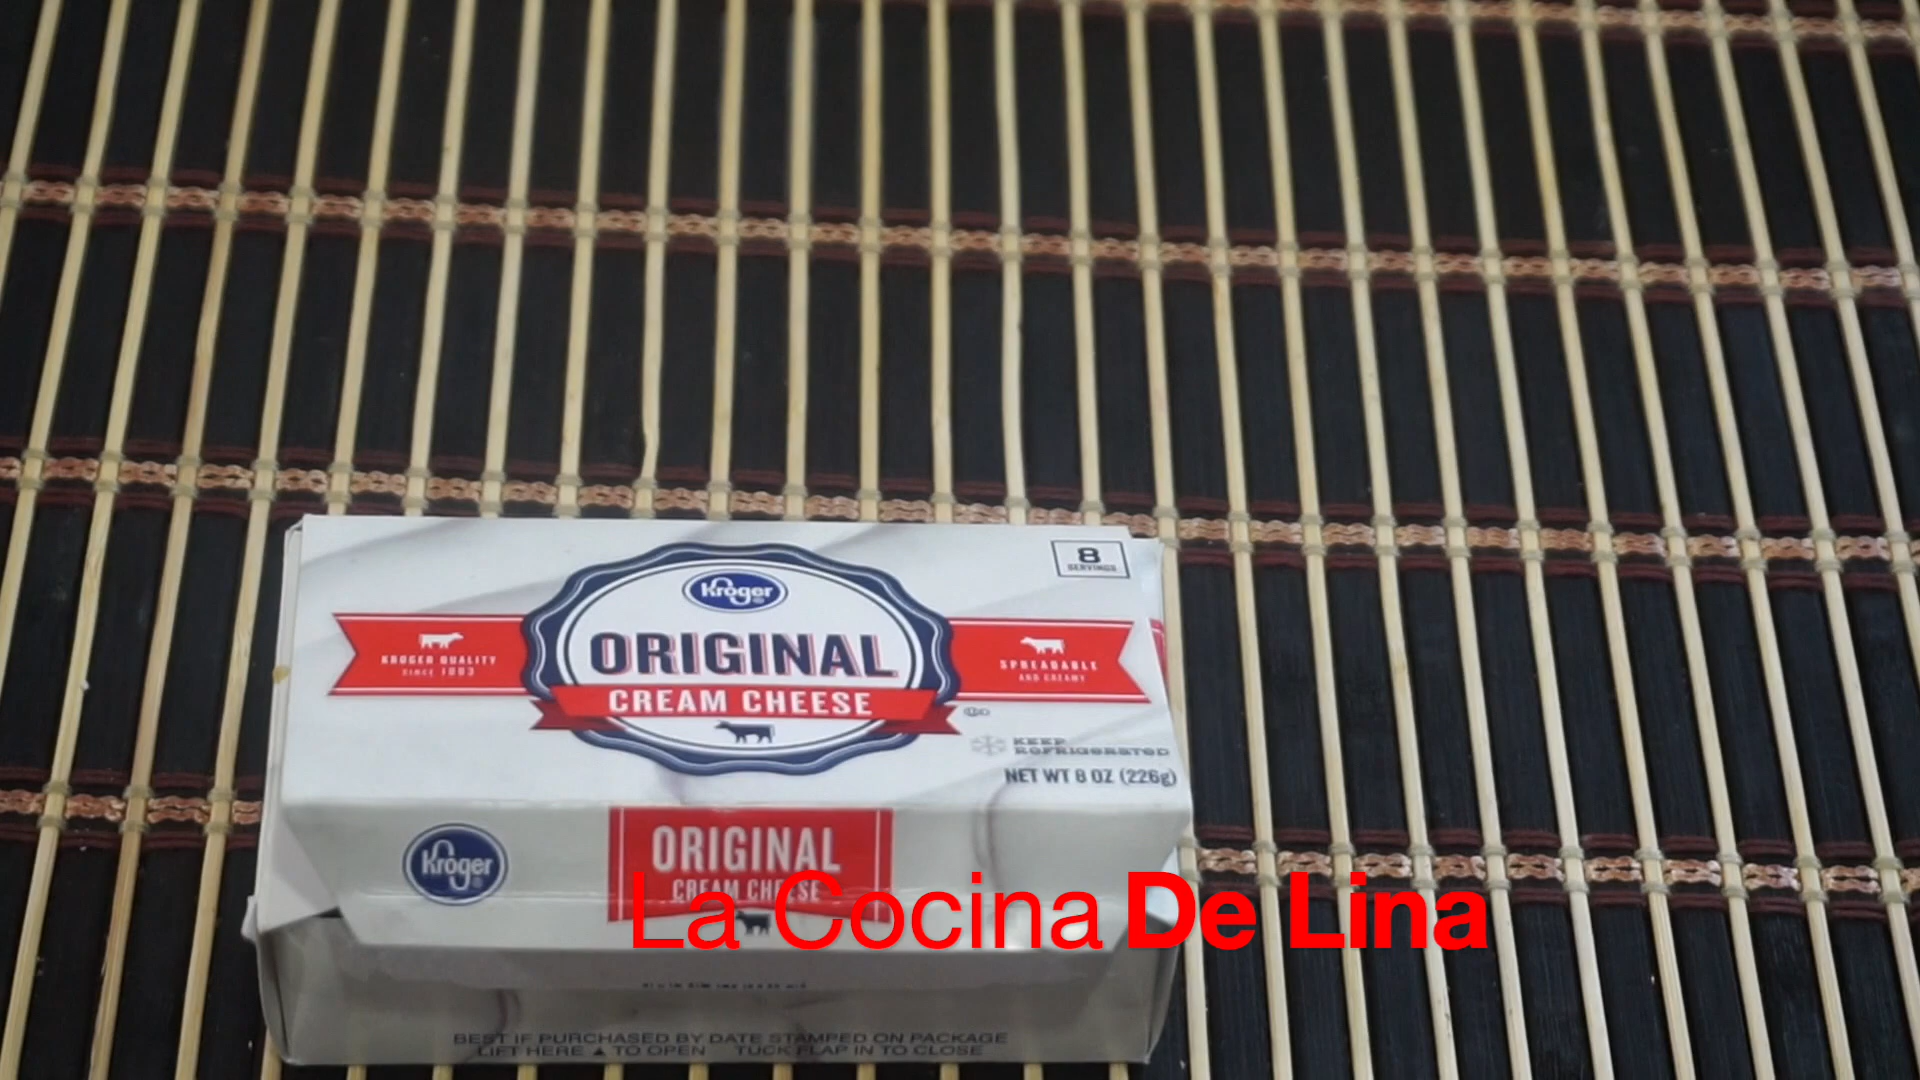 8
SERVINGS
Kroger
ORIGINAL
CREAM CHEESE
KROGER QUALITY
SINCE 1883
SPREADABLE
AND CREAMY
KEEP
REFRIGERATED
NET WT 8 OZ (226g)
Kroger
ORIGINAL
CREAM CHEESE
La Cocina De Lina
BEST IF PURCHASED BY DATE STAMPED ON PACKAGE
LIFT HERE ▲ TO OPEN TUCK FLAP IN TO CLOSE